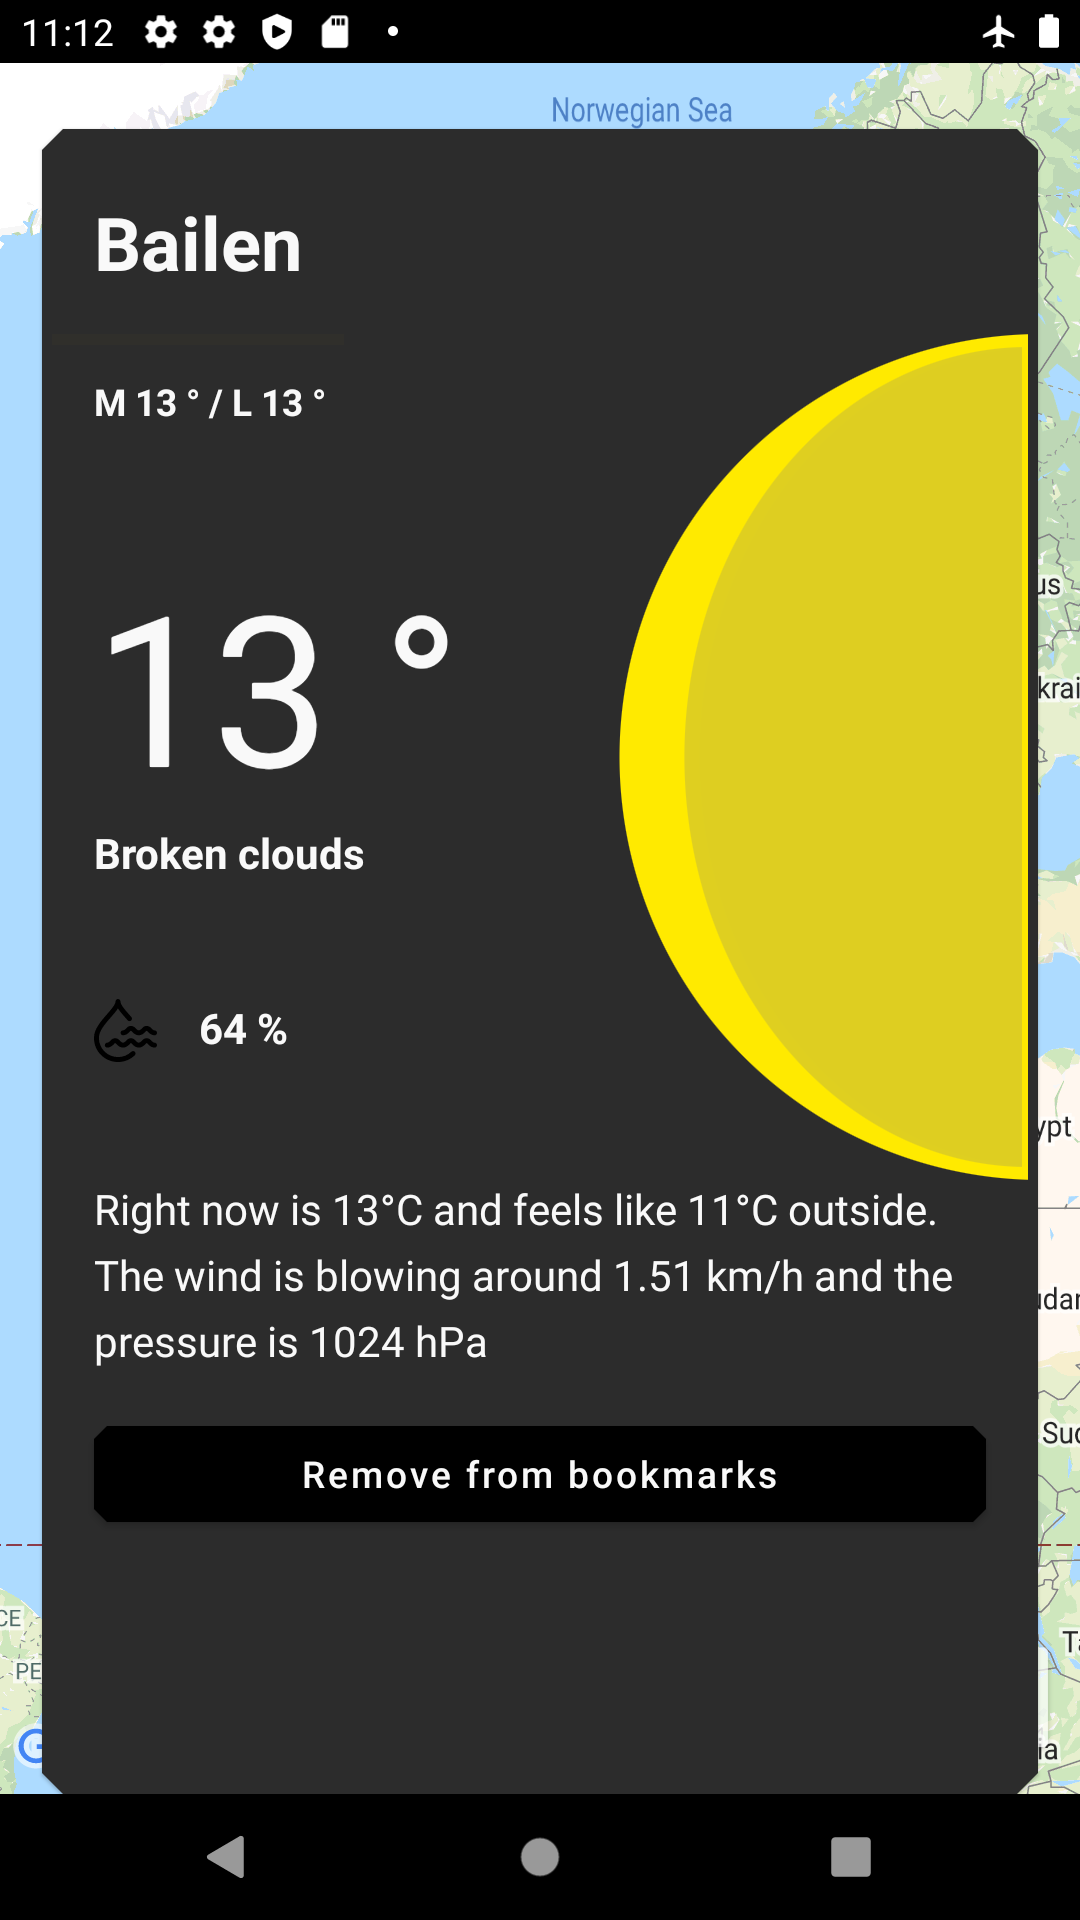 11:12
Norwegian Sea
Bailen
M 13 ° / L 13 °
us
krai
13 °
Broken clouds
64 %
ypt
Right now is 13°C and feels like 11°C outside.
The wind is blowing around 1.51 km/h and the
pressure is 1024 hPa
udan
Sud
Remove from bookmarks
CE
Ta
PE
G
ia